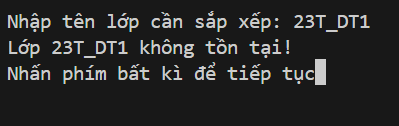 Nhập tên lớp cần sắp xếp: 23T_DT1
Lớp 23T_DT1 không tồn tại!
Nhấn phím bất kì để tiếp tục